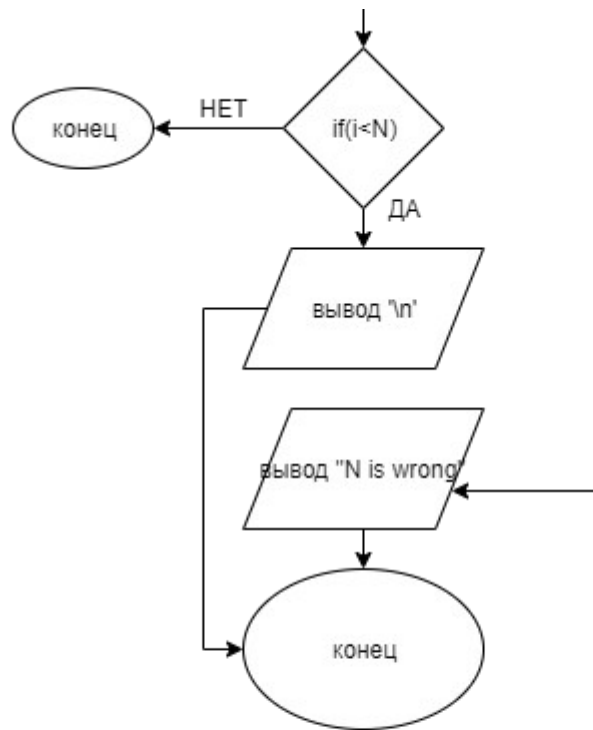 НЕТ
конец
if(i<N)
ДА
вывод '\n'
вывод "N is wrong"
конец